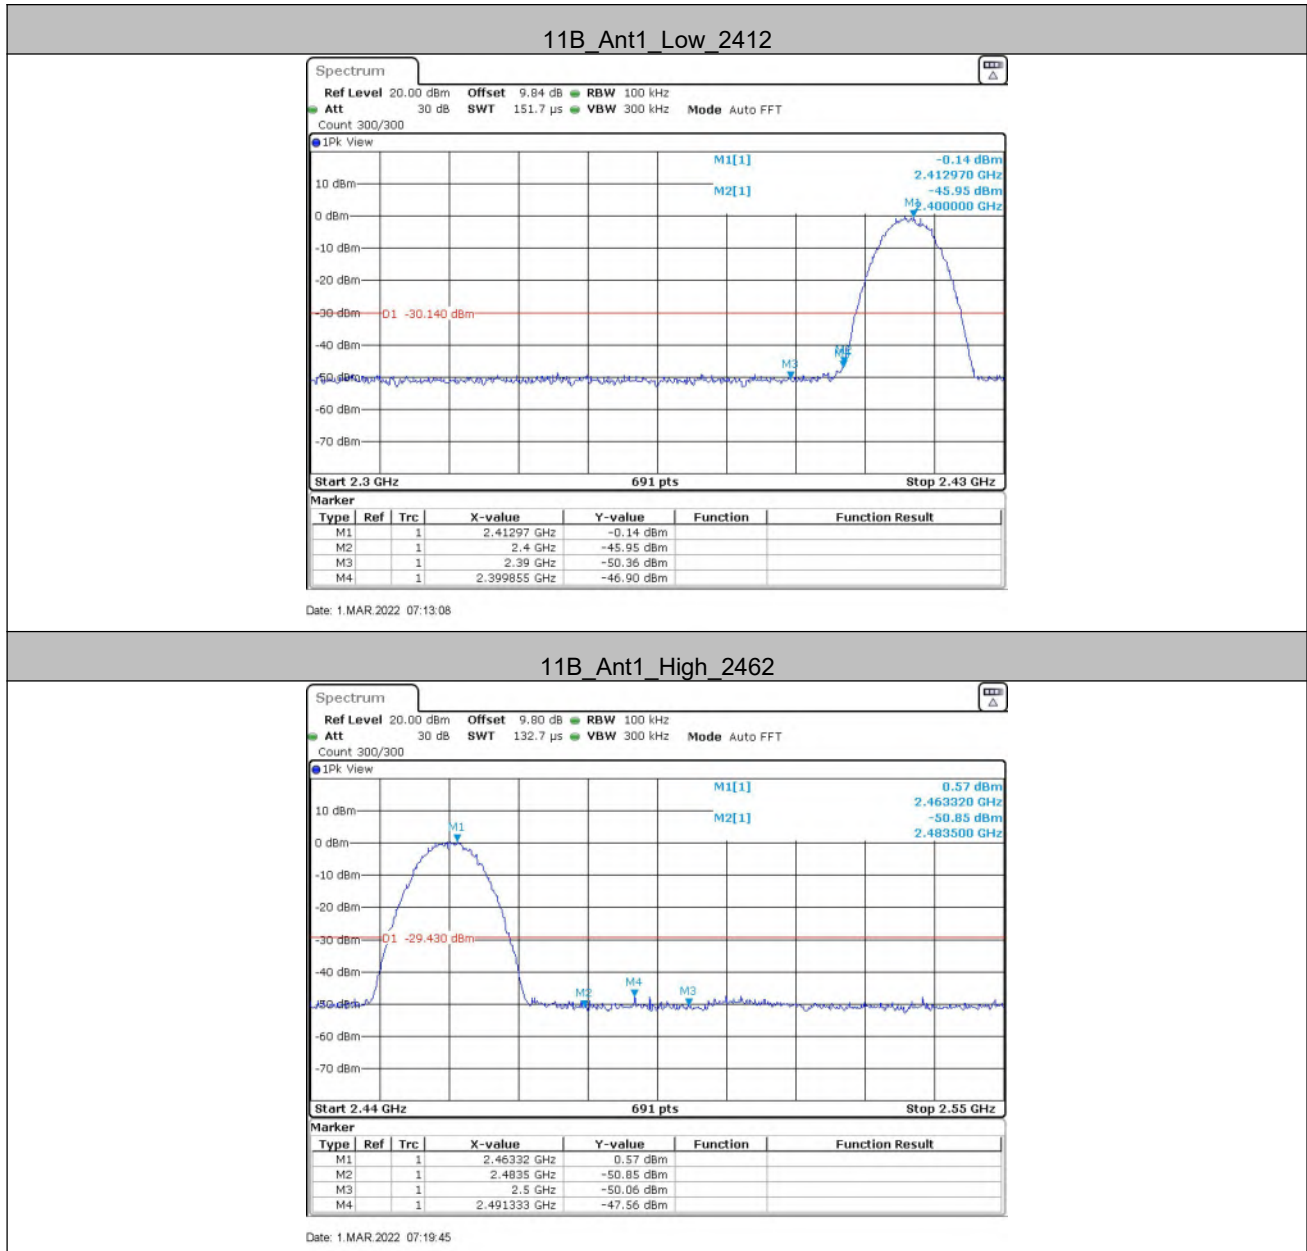 11B_Ant1_Low_2412
Spectrum
Ref Level 20.00 dBm Offset 9.84 dB RBW 100 kHz
Att 30 dB SWT 151.7 µs VBW 300 kHz Mode Auto FFT
Count 300/300
1Pk View
M1[1] -0.14 dBm
2.412970 GHz
M2[1] -45.95 dBm
2.400000 GHz
10 dBm
M1
0 dBm
-10 dBm
-20 dBm
-30 dBm D1 -30.140 dBm
-40 dBm
M3 M4
-50 dBm
-60 dBm
-70 dBm
Start 2.3 GHz 691 pts Stop 2.43 GHz
Marker
Type Ref Trc X-value Y-value Function Function Result
M1 1 2.41297 GHz -0.14 dBm
M2 1 2.4 GHz -45.95 dBm
M3 1 2.39 GHz -50.36 dBm
M4 1 2.399855 GHz -46.90 dBm
Date: 1.MAR.2022 07:13:08
11B_Ant1_High_2462
Spectrum
Ref Level 20.00 dBm Offset 9.80 dB RBW 100 kHz
Att 30 dB SWT 132.7 µs VBW 300 kHz Mode Auto FFT
Count 300/300
1Pk View
M1[1] 0.57 dBm
2.463320 GHz
M2[1] -50.85 dBm
2.483500 GHz
10 dBm
M1
0 dBm
-10 dBm
-20 dBm
-30 dBm D1 -29.430 dBm
-40 dBm
M2 M4 M3
-50 dBm
-60 dBm
-70 dBm
Start 2.44 GHz 691 pts Stop 2.55 GHz
Marker
Type Ref Trc X-value Y-value Function Function Result
M1 1 2.46332 GHz 0.57 dBm
M2 1 2.4835 GHz -50.85 dBm
M3 1 2.5 GHz -50.06 dBm
M4 1 2.491333 GHz -47.56 dBm
Date: 1.MAR.2022 07:19:45